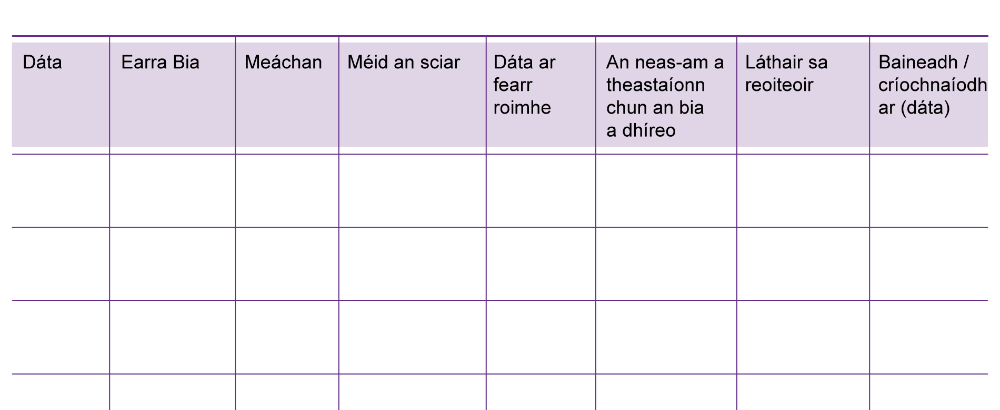 Dáta
Earra Bia
Meáchan
Méid an sciar
Dáta ar
fearr
roimhe
An neas-am a
theastaíonn
chun an bia
a dhíreo
Láthair sa
reoiteoir
Baineadh /
críochnaíodh
ar (dáta)